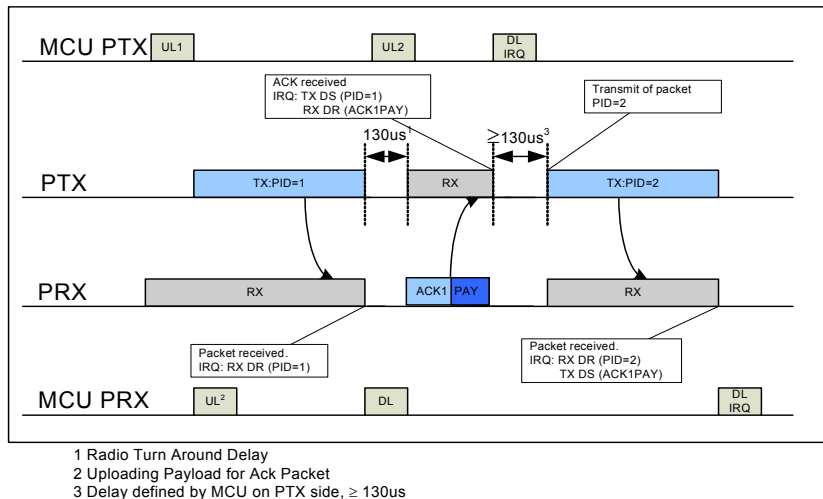 MCU PTX
UL1
UL2
DL
IRQ
ACK received
IRQ: TX DS (PID=1)
RX DR (ACK1PAY)
Transmit of packet
PID=2
130us1
≥130us3
PTX
TX:PID=1
RX
TX:PID=2
PRX
RX
ACK1 PAY
RX
Packet received.
IRQ: RX DR (PID=1)
Packet received.
IRQ: RX DR (PID=2)
TX DS (ACK1PAY)
MCU PRX
UL2
DL
DL
IRQ
1 Radio Turn Around Delay
2 Uploading Payload for Ack Packet
3 Delay defined by MCU on PTX side, ≥ 130us